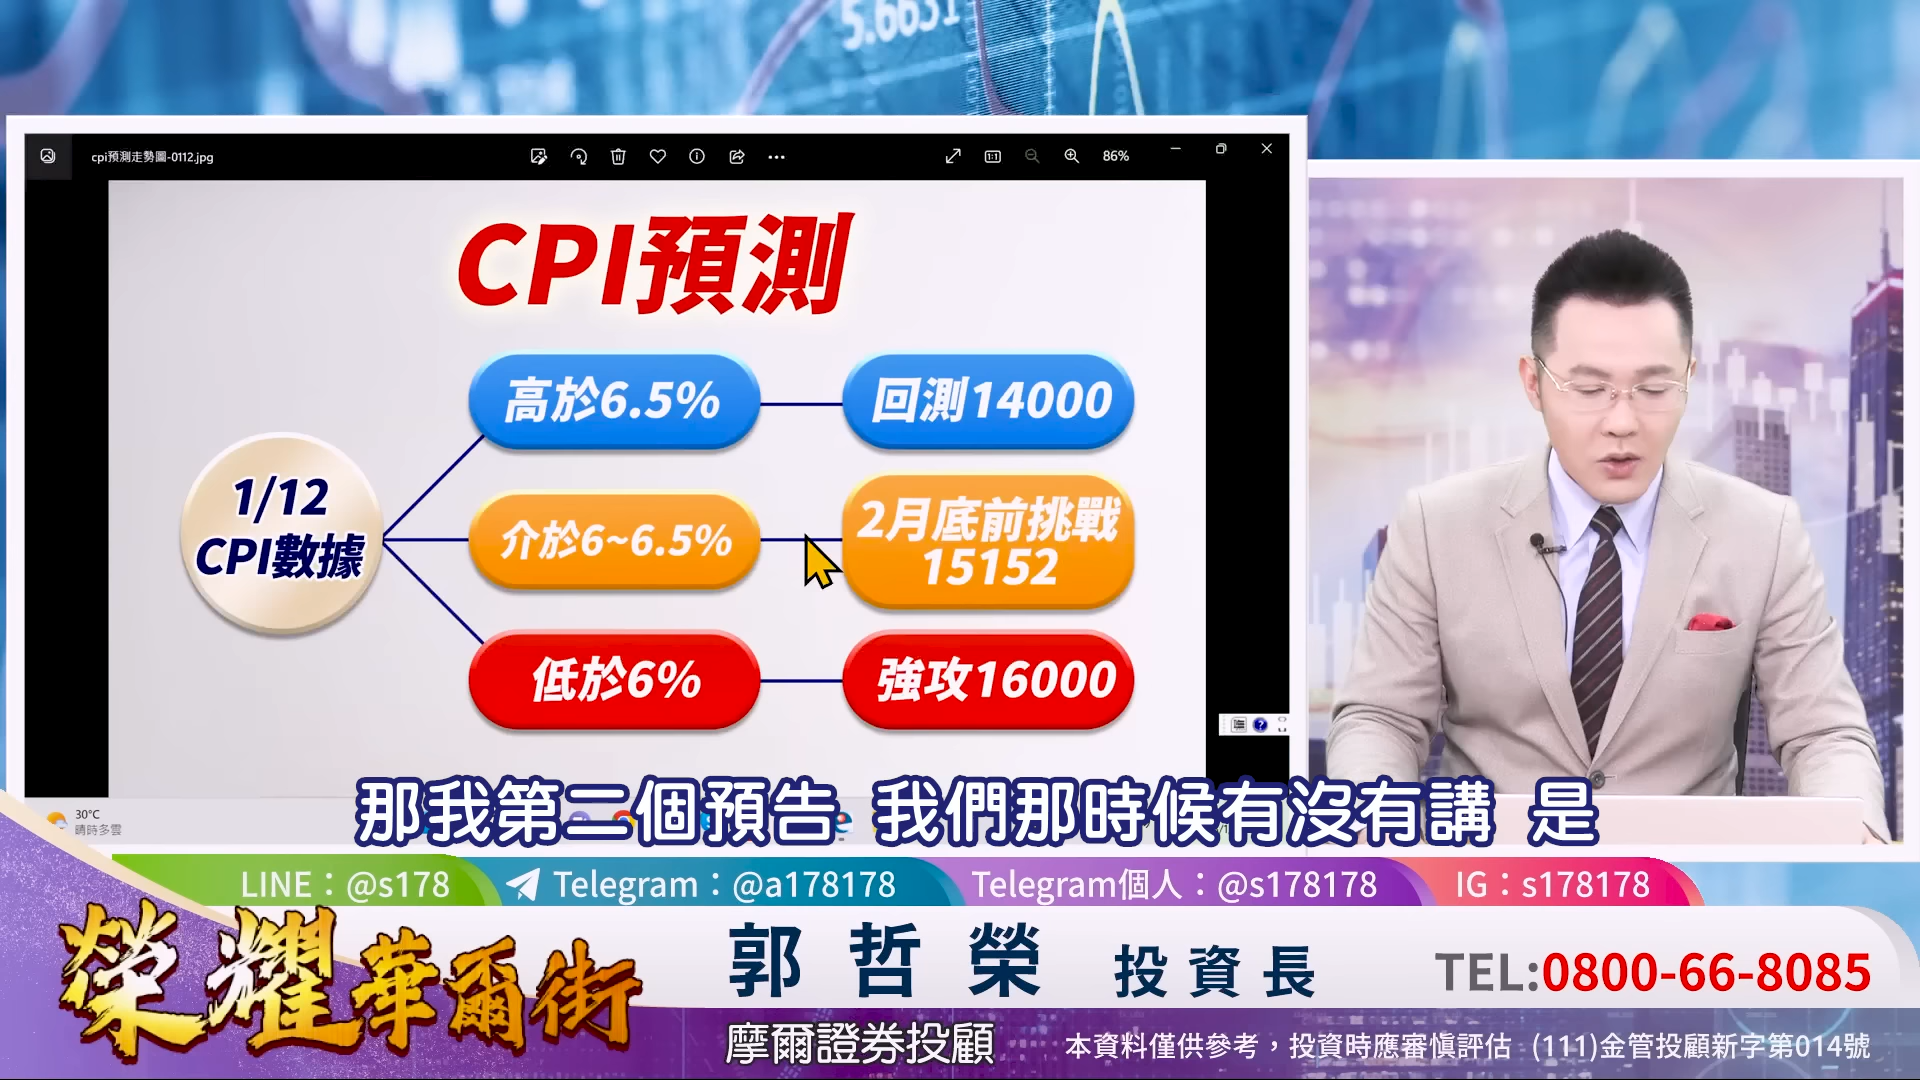 5.6631
cpi預測走勢圖-0112.jpg
1:1
86%
CPI預測
1/12
CPI數據
高於6.5%
回測14000
介於6~6.5%
2月底前挑戰
15152
低於6%
強攻16000
30°C
晴時多雲
那我第二個預告 我們那時候有沒有講 是
LINE：@s178
Telegram：@a178178
Telegram個人：@s178178
IG：s178178
榮耀華爾街
郭哲榮 投資長
TEL:0800-66-8085
摩爾證券投顧
本資料僅供參考，投資時應審慎評估 (111)金管投顧新字第014號